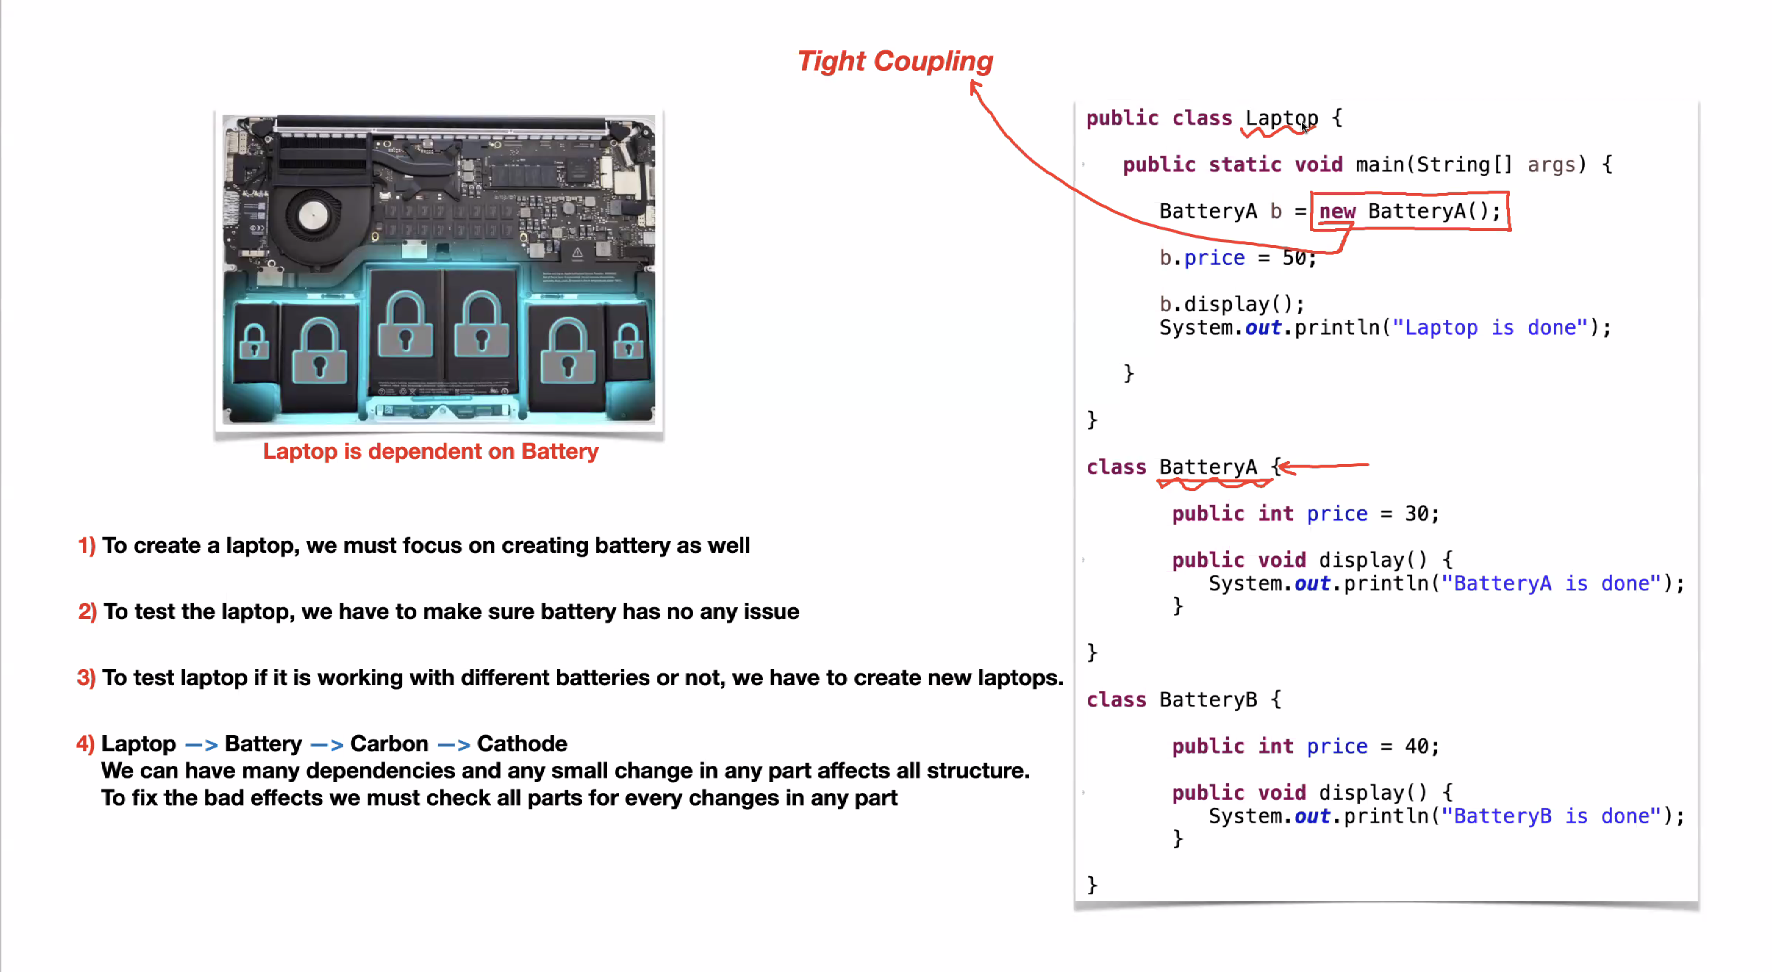 Tight Coupling
Laptop is dependent on Battery
1) To create a laptop, we must focus on creating battery as well
2) To test the laptop, we have to make sure battery has no any issue
3) To test laptop if it is working with different batteries or not, we have to create new laptops.
4) Laptop —> Battery —> Carbon —> Cathode
We can have many dependencies and any small change in any part affects all structure.
To fix the bad effects we must check all parts for every changes in any part
public class Laptop {
public static void main(String[] args) {
BatteryA b = new BatteryA();
b.price = 50;
b.display();
System.out.println("Laptop is done");
}
}
class BatteryA {
public int price = 30;
public void display() {
System.out.println("BatteryA is done");
}
}
class BatteryB {
public int price = 40;
public void display() {
System.out.println("BatteryB is done");
}
}